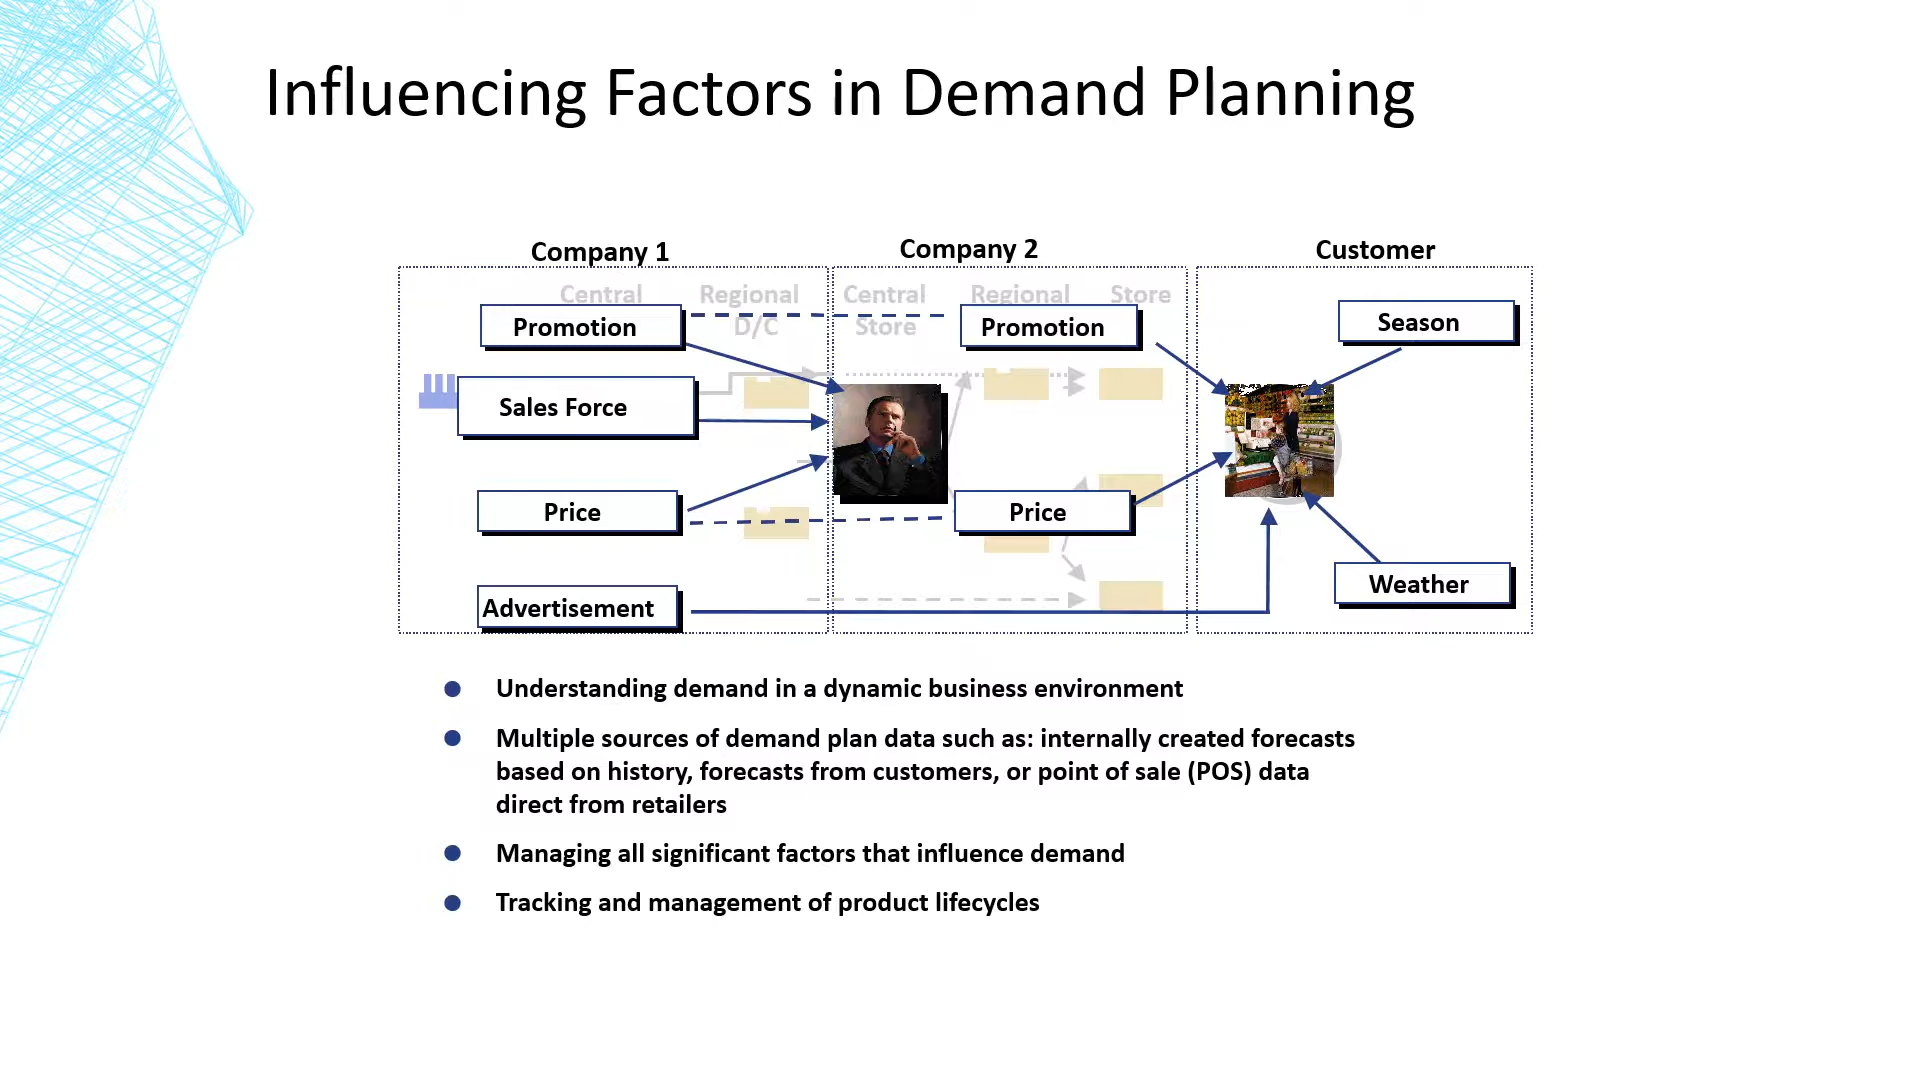 Influencing Factors in Demand Planning
Company 1
Company 2
Customer
Central
Regional
D/C
Central
Store
Regional
Store
Promotion
Promotion
Season
Sales Force
Price
Price
Weather
Advertisement
Understanding demand in a dynamic business environment
Multiple sources of demand plan data such as: internally created forecasts
based on history, forecasts from customers, or point of sale (POS) data
direct from retailers
Managing all significant factors that influence demand
Tracking and management of product lifecycles